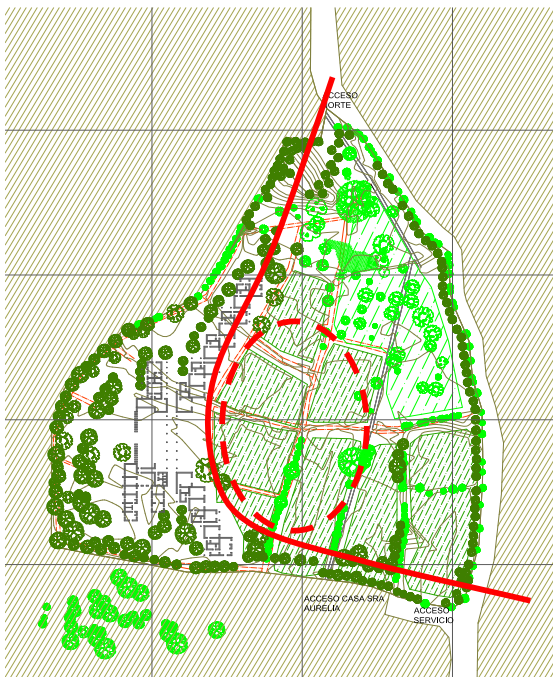 CCESO
ORTE
ACCESO CASA SRA
AURELIA
ACCESO
SERVICIO